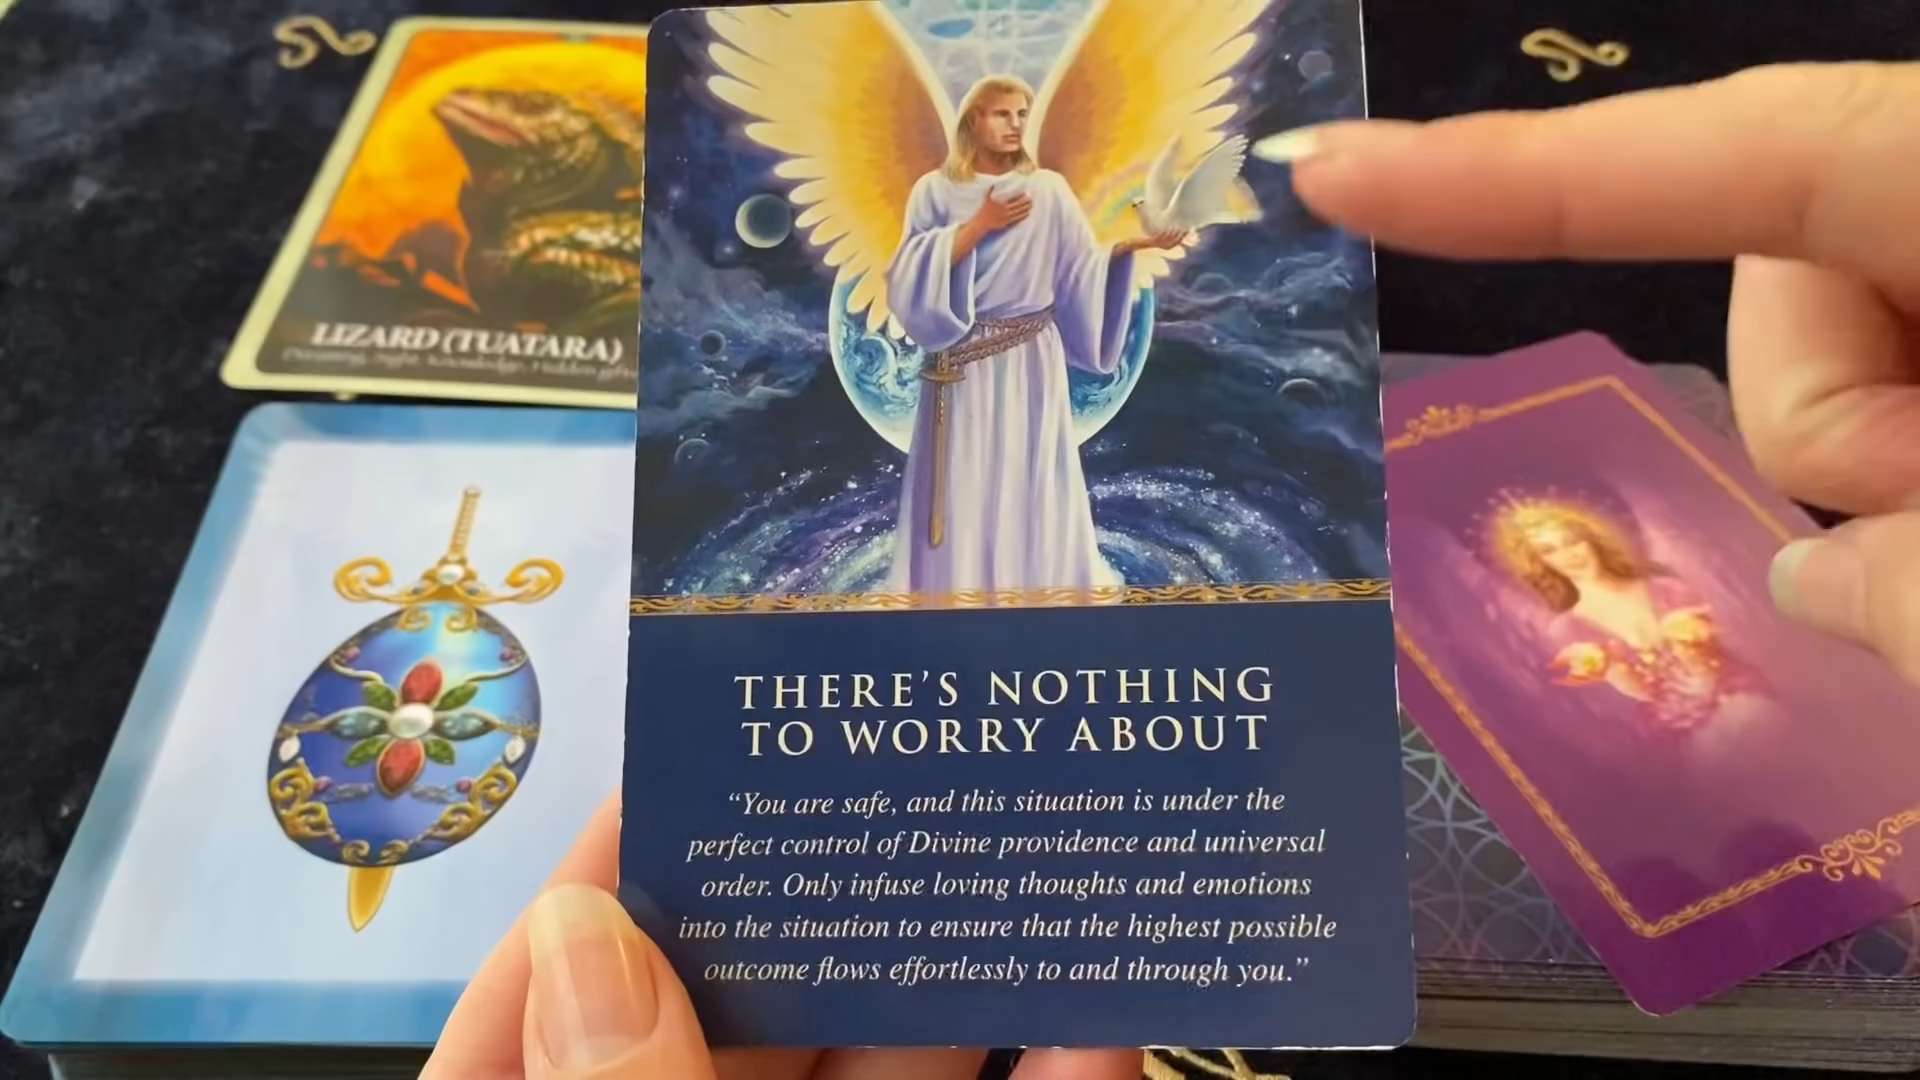 LIZARD (TUATARA)
THERE'S NOTHING
TO WORRY ABOUT
“You are safe, and this situation is under the
perfect control of Divine providence and universal
order. Only infuse loving thoughts and emotions
into the situation to ensure that the highest possible
outcome flows effortlessly to and through you.”